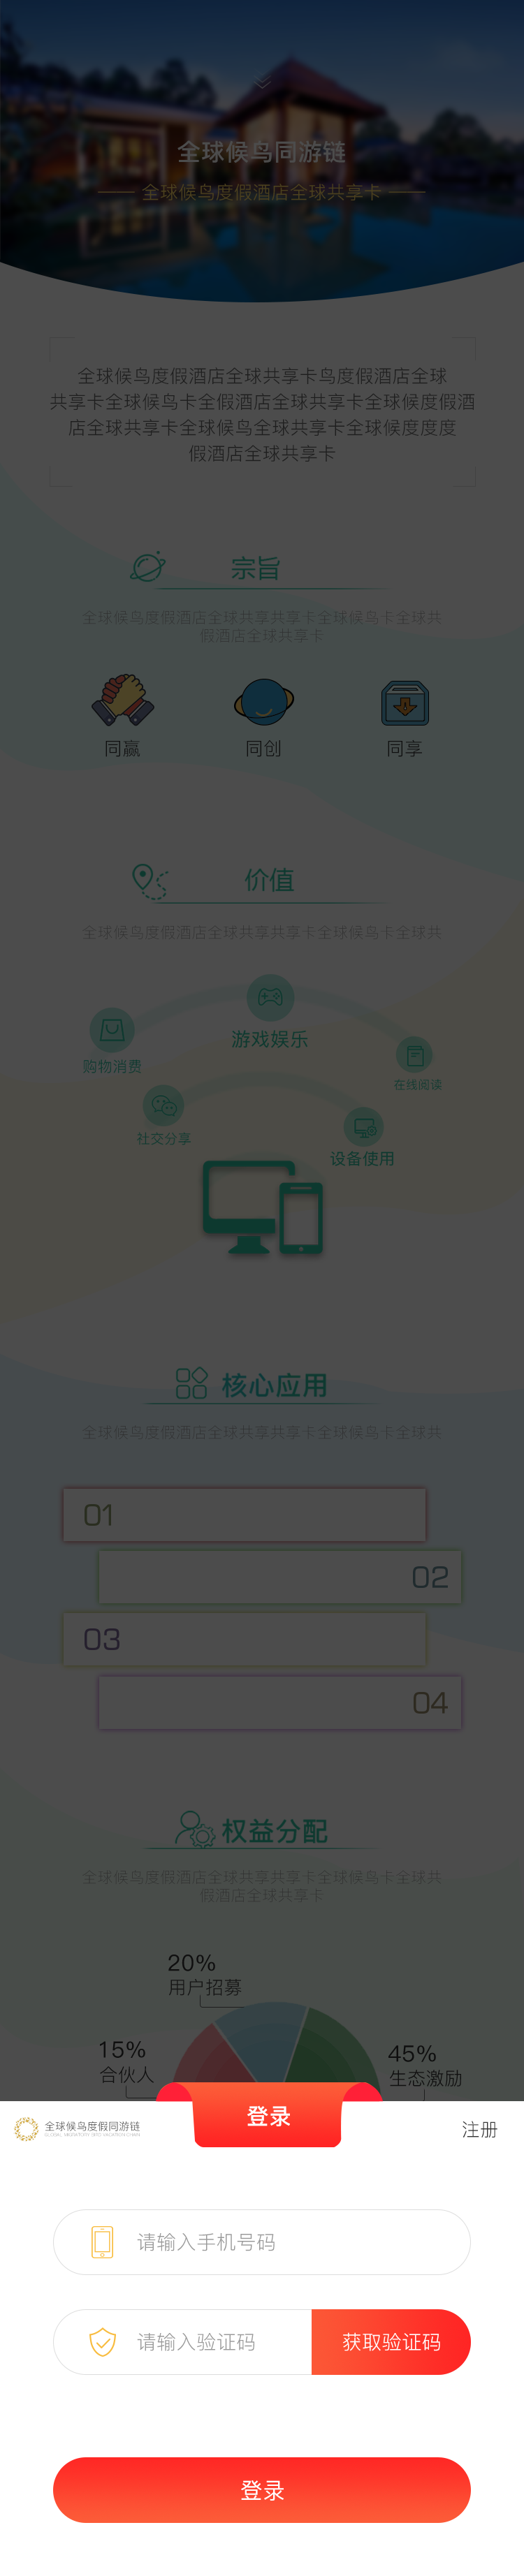 全球候鸟同游链
全球候鸟度假酒店全球共享卡
全球候鸟度假酒店全球共享卡鸟度假酒店全球
共享卡全球候鸟卡全假酒店全球共享卡全球候度假酒
店全球共享卡全球候鸟全球共享卡全球候度度度
假酒店全球共享卡
宗旨
全球候鸟度假酒店全球共享共享卡全球候鸟卡全球共
假酒店全球共享卡
同赢 同创 同享
价值
全球候鸟度假酒店全球共享共享卡全球候鸟卡全球共
游戏娱乐
购物消费
在线阅读
社交分享
设备使用
核心应用
全球候鸟度假酒店全球共享共享卡全球候鸟卡全球共
01
02
03
04
权益分配
全球候鸟度假酒店全球共享共享卡全球候鸟卡全球共
假酒店全球共享卡
20%
用户招募
15%
合伙人
45%
生态激励
登录
全球候鸟度假同游链
注册
请输入手机号码
请输入验证码 获取验证码
登录